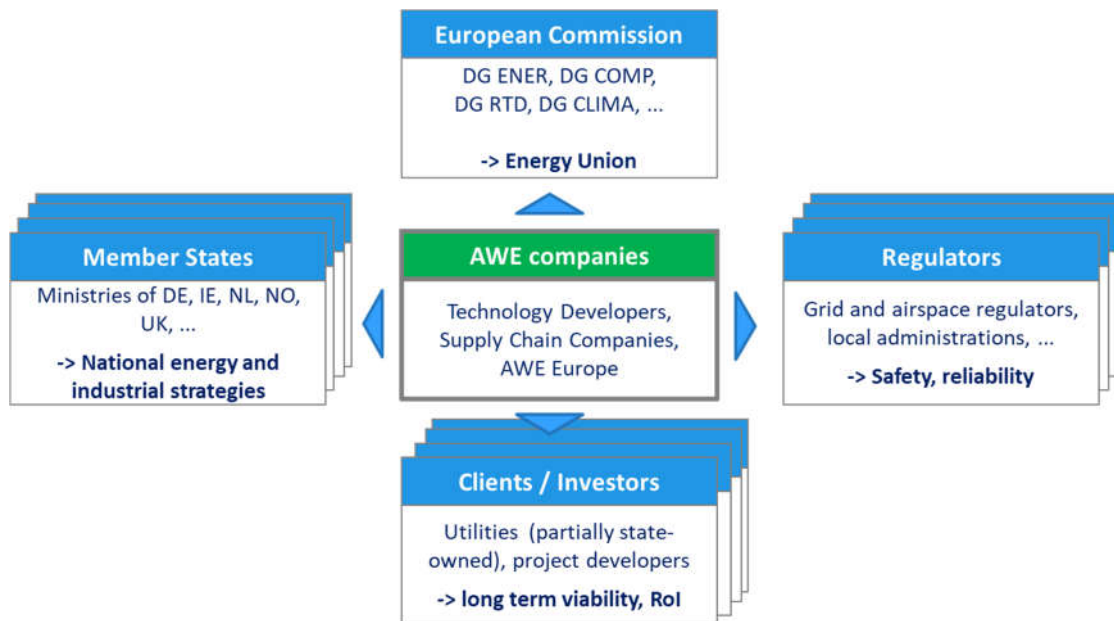 European Commission
DG ENER, DG COMP,
DG RTD, DG CLIMA, ...
-> Energy Union
Member States
Ministries of DE, IE, NL, NO,
UK, ...
-> National energy and
industrial strategies
AWE companies
Technology Developers,
Supply Chain Companies,
AWE Europe
Regulators
Grid and airspace regulators,
local administrations, ...
-> Safety, reliability
Clients / Investors
Utilities (partially state-
owned), project developers
-> long term viability, RoI